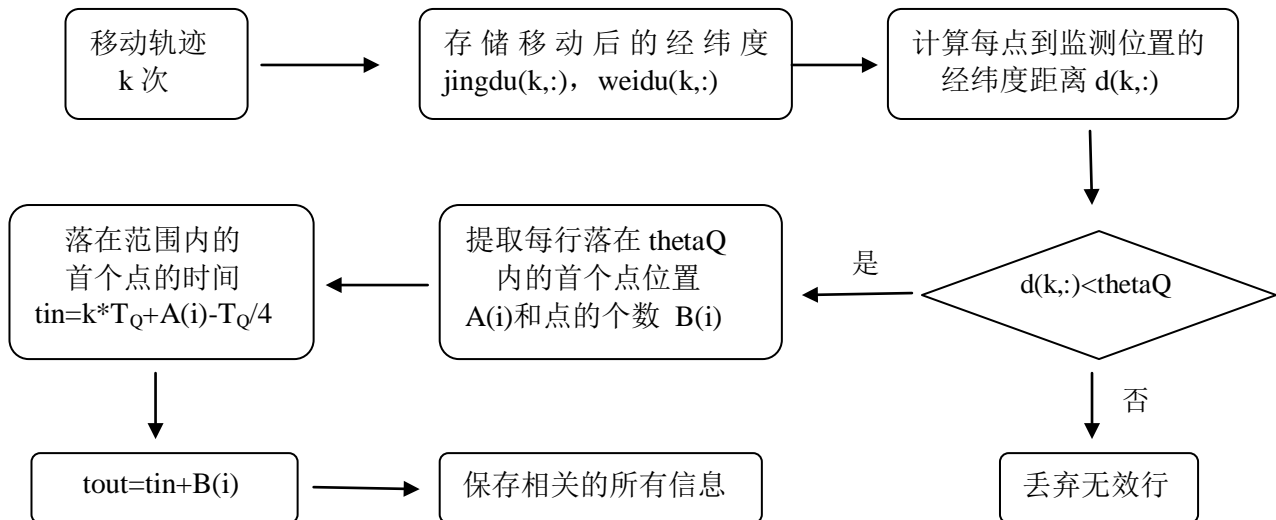 移动轨迹
k 次
存储移动后的经纬度
jingdu(k,:)，weidu(k,:)
计算每点到监测位置的
经纬度距离 d(k,:)
d(k,:)<thetaQ
是
否
提取每行落在 thetaQ
内的首个点位置
A(i)和点的个数 B(i)
落在范围内的
首个点的时间
tin=k*TQ+A(i)-TQ/4
tout=tin+B(i)
保存相关的所有信息
丢弃无效行